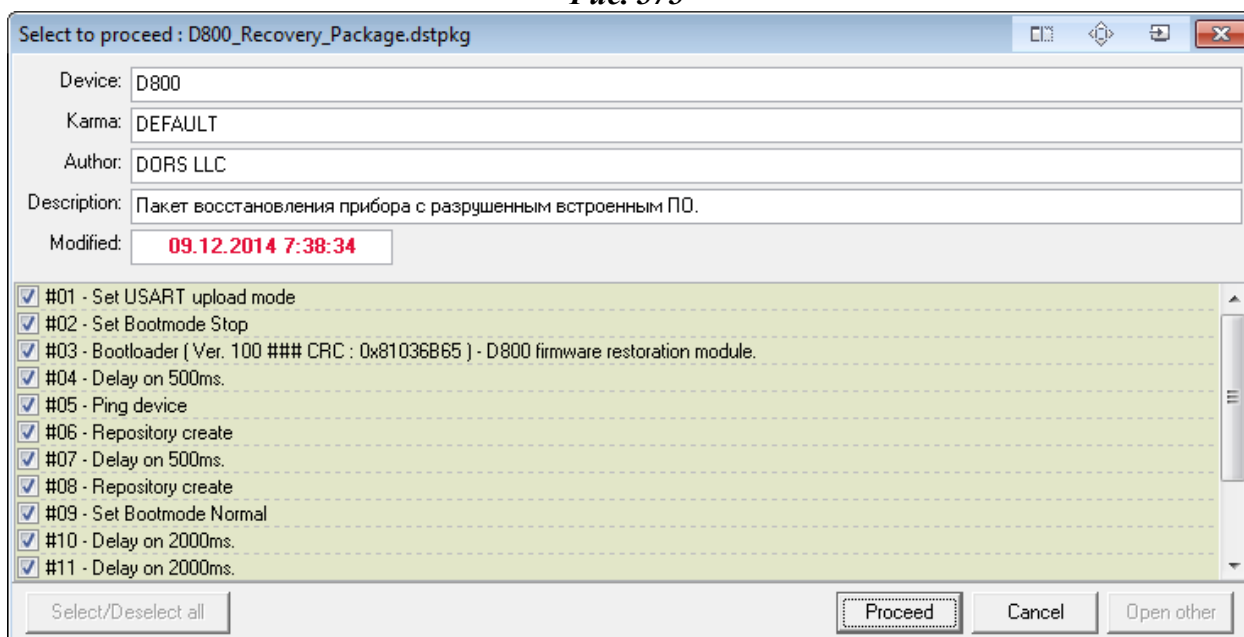 Select to proceed : D800_Recovery_Package.dstpkg
Device: D800
Karma: DEFAULT
Author: DORS LLC
Description: Пакет восстановления прибора с разрушенным встроенным ПО.
Modified: 09.12.2014 7:38:34
#01 - Set USART upload mode
#02 - Set Bootmode Stop
#03 - Bootloader ( Ver. 100 ### CRC : 0x81036B65 ) - D800 firmware restoration module.
#04 - Delay on 500ms.
#05 - Ping device
#06 - Repository create
#07 - Delay on 500ms.
#08 - Repository create
#09 - Set Bootmode Normal
#10 - Delay on 2000ms.
#11 - Delay on 2000ms.
Select/Deselect all Proceed Cancel Open other